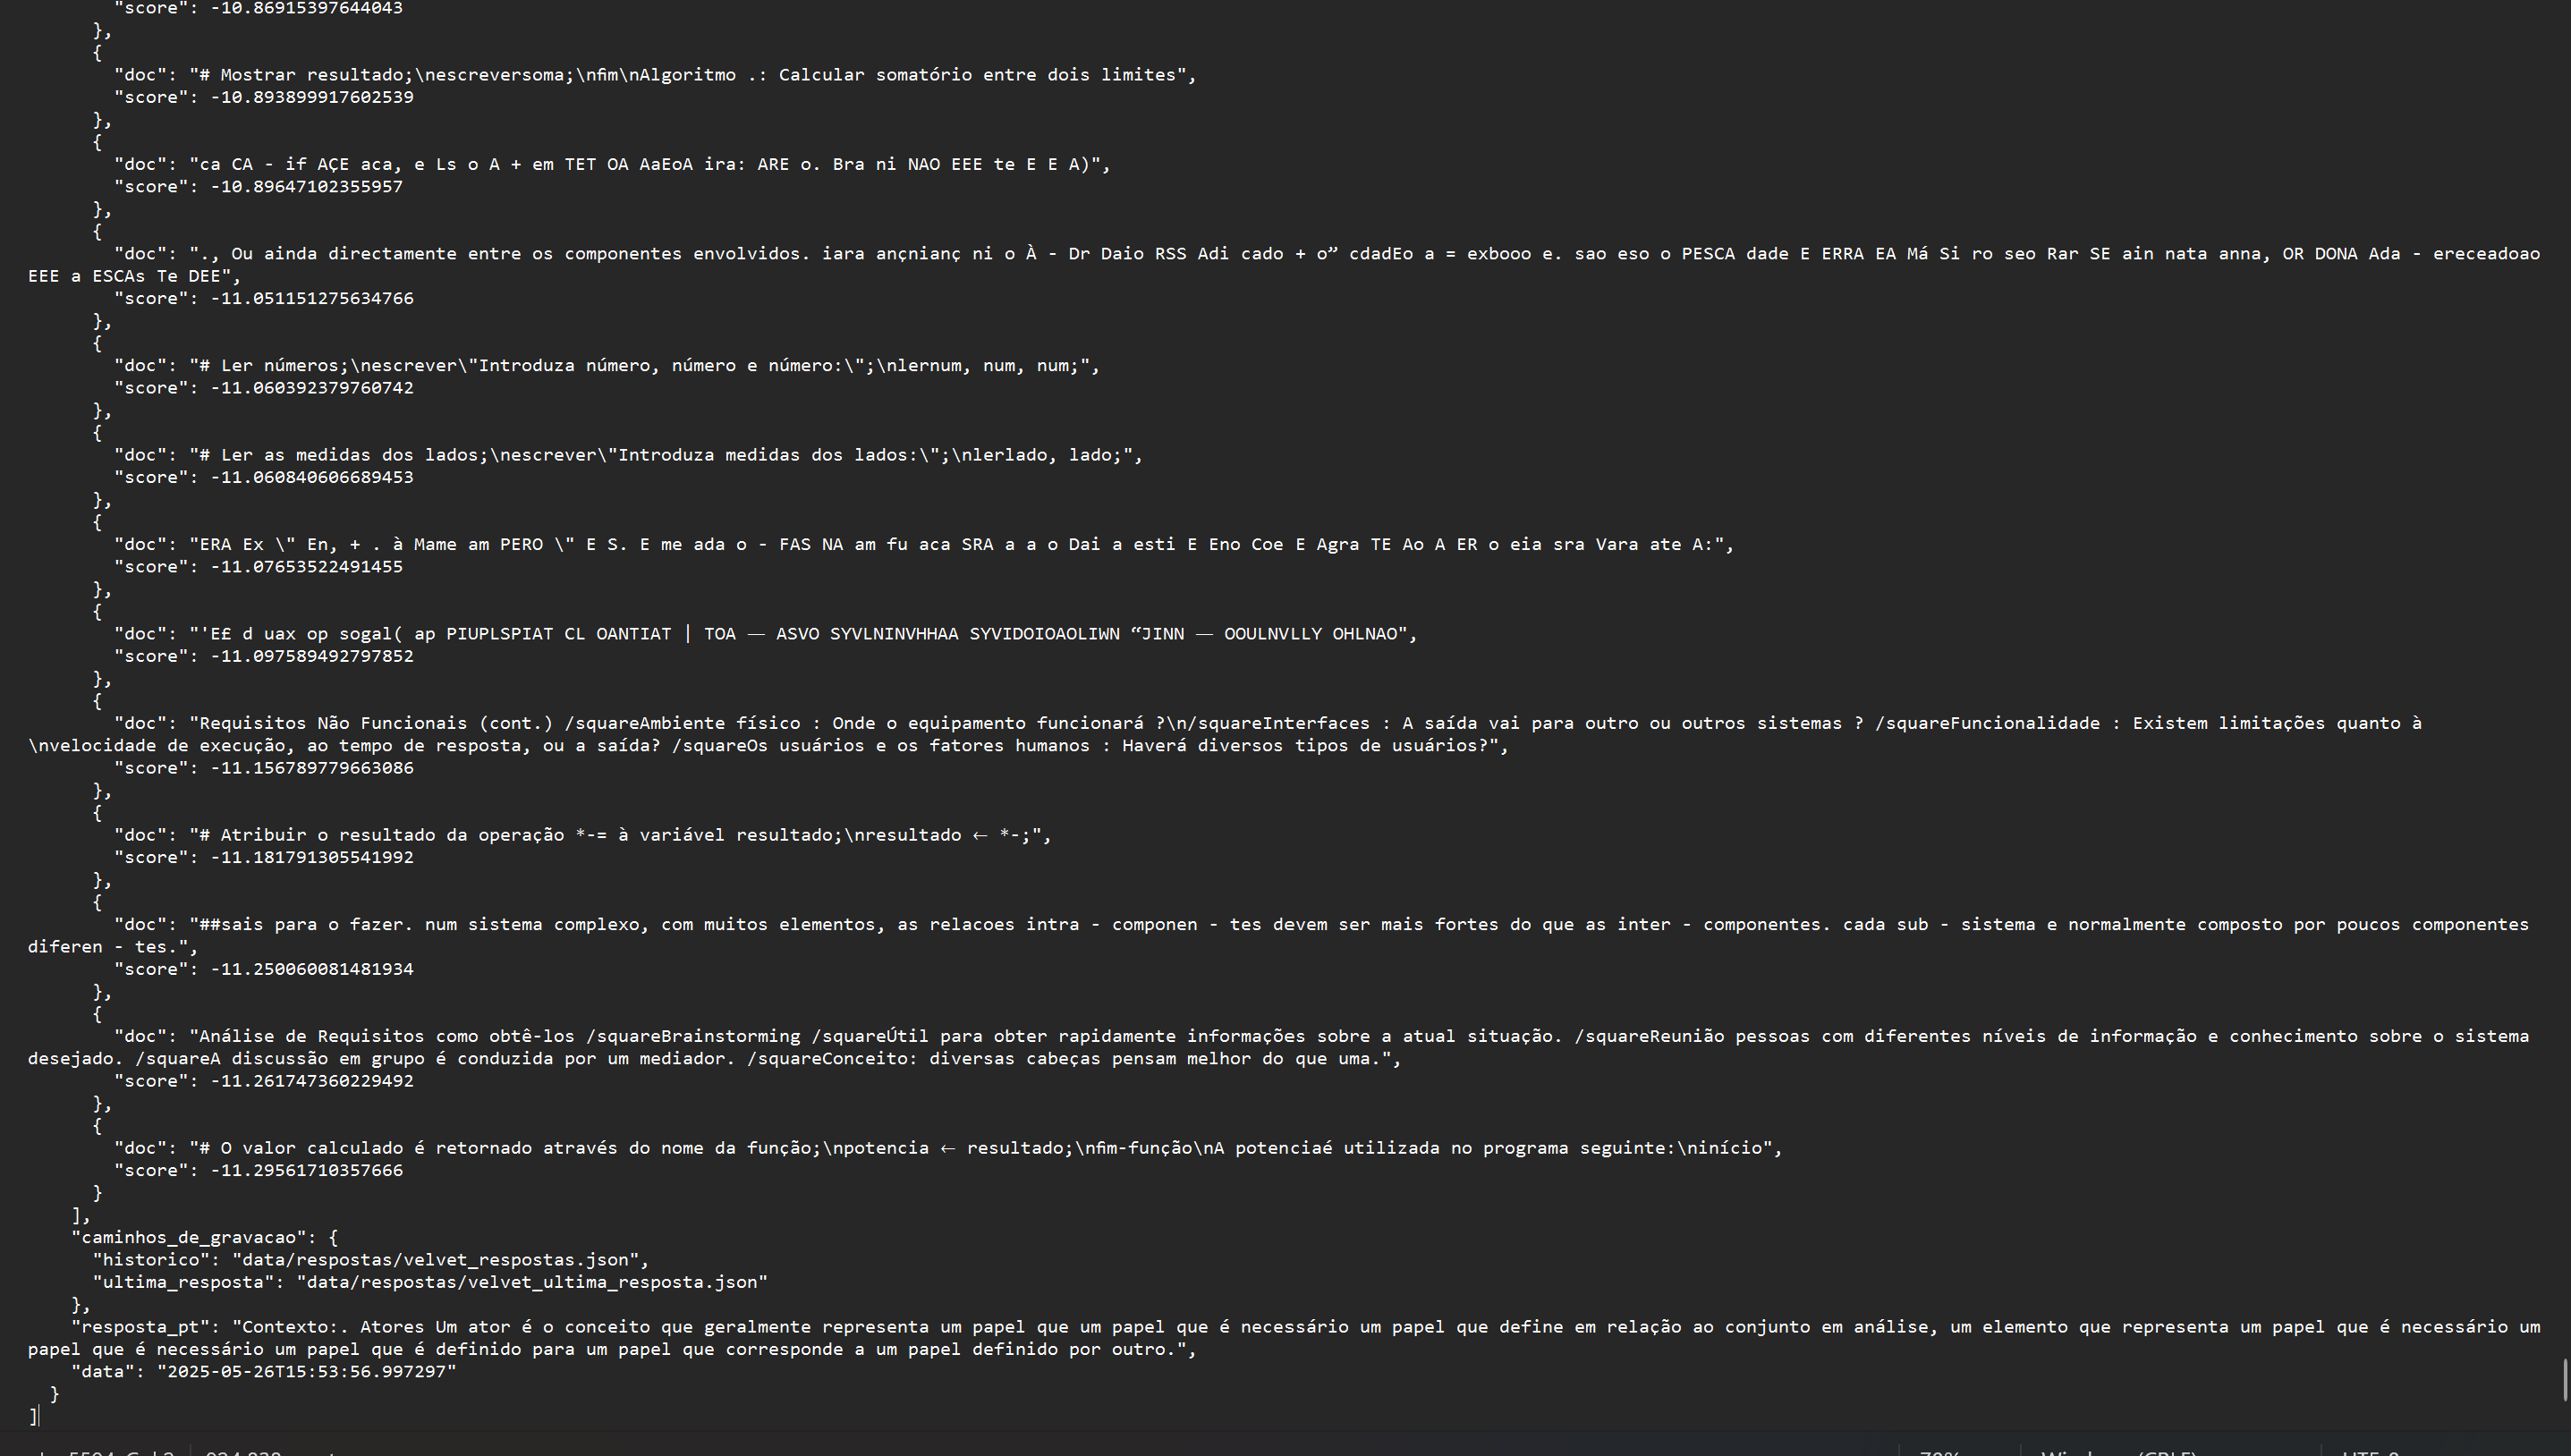 "score": -10.86915397644043
},
{
"doc": "# Mostrar resultado;\nescreversoma;\nfim\nAlgoritmo .: Calcular somatório entre dois limites",
"score": -10.893899917602539
},
{
"doc": "ca CA - if AÇE aca, e Ls o A + em TET OA AaEoA ira: ARE o. Bra ni NAO EEE te E E A)",
"score": -10.89647102355957
},
{
"doc": "., Ou ainda directamente entre os componentes envolvidos. iara ançnianç ni o À - Dr Daio RSS Adi cado + o” cdadEo a = exbooo e. sao eso o PESCA dade E ERRA EA Má Si ro seo Rar SE ain nata anna, OR DONA Ada - ereceadoao
EEE a ESCAs Te DEE",
"score": -11.051151275634766
},
{
"doc": "# Ler números;\nescrever\"Introduza número, número e número:\";\nlernum, num, num;",
"score": -11.060392379760742
},
{
"doc": "# Ler as medidas dos lados;\nescrever\"Introduza medidas dos lados:\";\nlerlado, lado;",
"score": -11.060840606689453
},
{
"doc": "ERA Ex \" En, + . à Mame am PERO \" E S. E me ada o - FAS NA am fu aca SRA a a o Dai a esti E Eno Coe E Agra TE Ao A ER o eia sra Vara ate A:",
"score": -11.07653522491455
},
{
"doc": "'E£ d uax op sogal( ap PIUPLSPIAT CL OANTIAT | TOA — ASVO SYVLNINVHHAA SYVIDOIOAOLIWN “JINN — OOULNVLLY OHLNAO",
"score": -11.097589492797852
},
{
"doc": "Requisitos Não Funcionais (cont.) /squareAmbiente físico : Onde o equipamento funcionará ?\n/squareInterfaces : A saída vai para outro ou outros sistemas ? /squareFuncionalidade : Existem limitações quanto à
\nvelocidade de execução, ao tempo de resposta, ou a saída? /squareOs usuários e os fatores humanos : Haverá diversos tipos de usuários?",
"score": -11.156789779663086
},
{
"doc": "# Atribuir o resultado da operação *-= à variável resultado;\nresultado ← *-;",
"score": -11.181791305541992
},
{
"doc": "##sais para o fazer. num sistema complexo, com muitos elementos, as relacoes intra - componen - tes devem ser mais fortes do que as inter - componentes. cada sub - sistema e normalmente composto por poucos componentes
diferen - tes.",
"score": -11.250060081481934
},
{
"doc": "Análise de Requisitos como obtê-los /squareBrainstorming /squareÚtil para obter rapidamente informações sobre a atual situação. /squareReunião pessoas com diferentes níveis de informação e conhecimento sobre o sistema
desejado. /squareA discussão em grupo é conduzida por um mediador. /squareConceito: diversas cabeças pensam melhor do que uma.",
"score": -11.261747360229492
},
{
"doc": "# O valor calculado é retornado através do nome da função;\npotencia ← resultado;\nfim-função\nA potenciaé utilizada no programa seguinte:\ninício",
"score": -11.29561710357666
}
],
"caminhos_de_gravacao": {
"historico": "data/respostas/velvet_respostas.json",
"ultima_resposta": "data/respostas/velvet_ultima_resposta.json"
},
"resposta_pt": "Contexto:. Atores Um ator é o conceito que geralmente representa um papel que um papel que é necessário um papel que define em relação ao conjunto em análise, um elemento que representa um papel que é necessário um
papel que é necessário um papel que é definido para um papel que corresponde a um papel definido por outro.",
"data": "2025-05-26T15:53:56.997297"
}
]